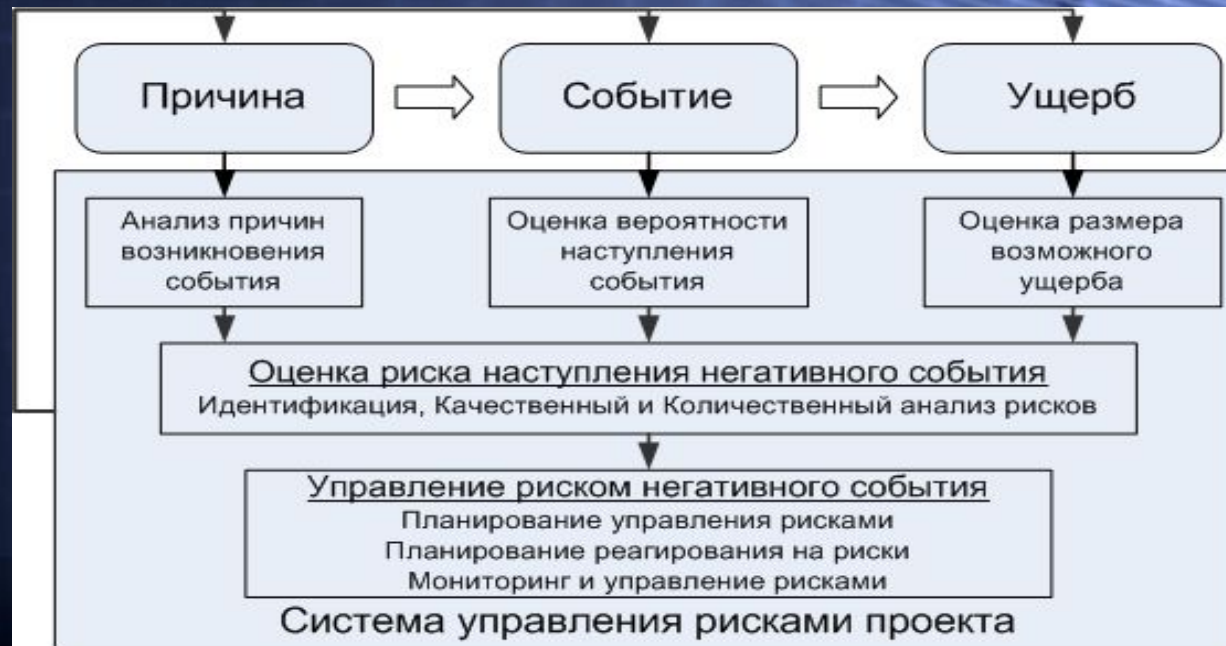 Причина
Событие
Ущерб
Анализ причин
возникновения
события
Оценка вероятности
наступления
события
Оценка размера
возможного
ущерба
Оценка риска наступления негативного события
Идентификация, Качественный и Количественный анализ рисков
Управление риском негативного события
Планирование управления рисками
Планирование реагирования на риски
Мониторинг и управление рисками
Система управления рисками проекта